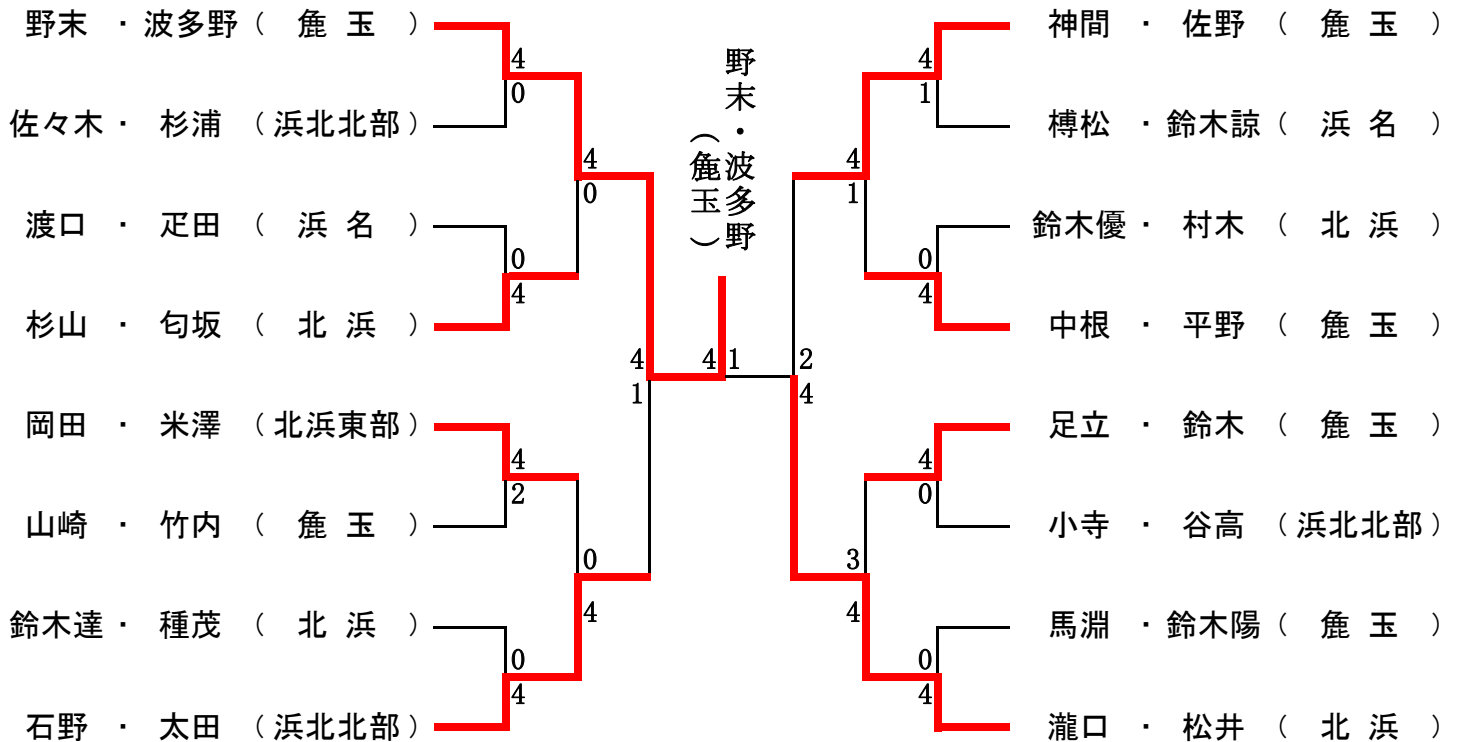 野末 ・ 波多野 ( 麁 玉 )
4
0
佐々木 ・ 杉浦 ( 浜北北部 )
4
0
渡口 ・ 疋田 ( 浜 名 )
0
4
杉山 ・ 匂坂 ( 北 浜 )
4
1
岡田 ・ 米澤 ( 北浜東部 )
4
2
山崎 ・ 竹内 ( 麁 玉 )
0
4
鈴木達 ・ 種茂 ( 北 浜 )
0
4
石野 ・ 太田 ( 浜北北部 )
野末・波多野
(麁玉)
4 1
神間 ・ 佐野 ( 麁 玉 )
4
1
榑松 ・ 鈴木諒 ( 浜 名 )
4
1
鈴木優 ・ 村木 ( 北 浜 )
0
4
中根 ・ 平野 ( 麁 玉 )
2
4
足立 ・ 鈴木 ( 麁 玉 )
4
0
小寺 ・ 谷高 ( 浜北北部 )
3
4
馬淵 ・ 鈴木陽 ( 麁 玉 )
0
4
瀧口 ・ 松井 ( 北 浜 )